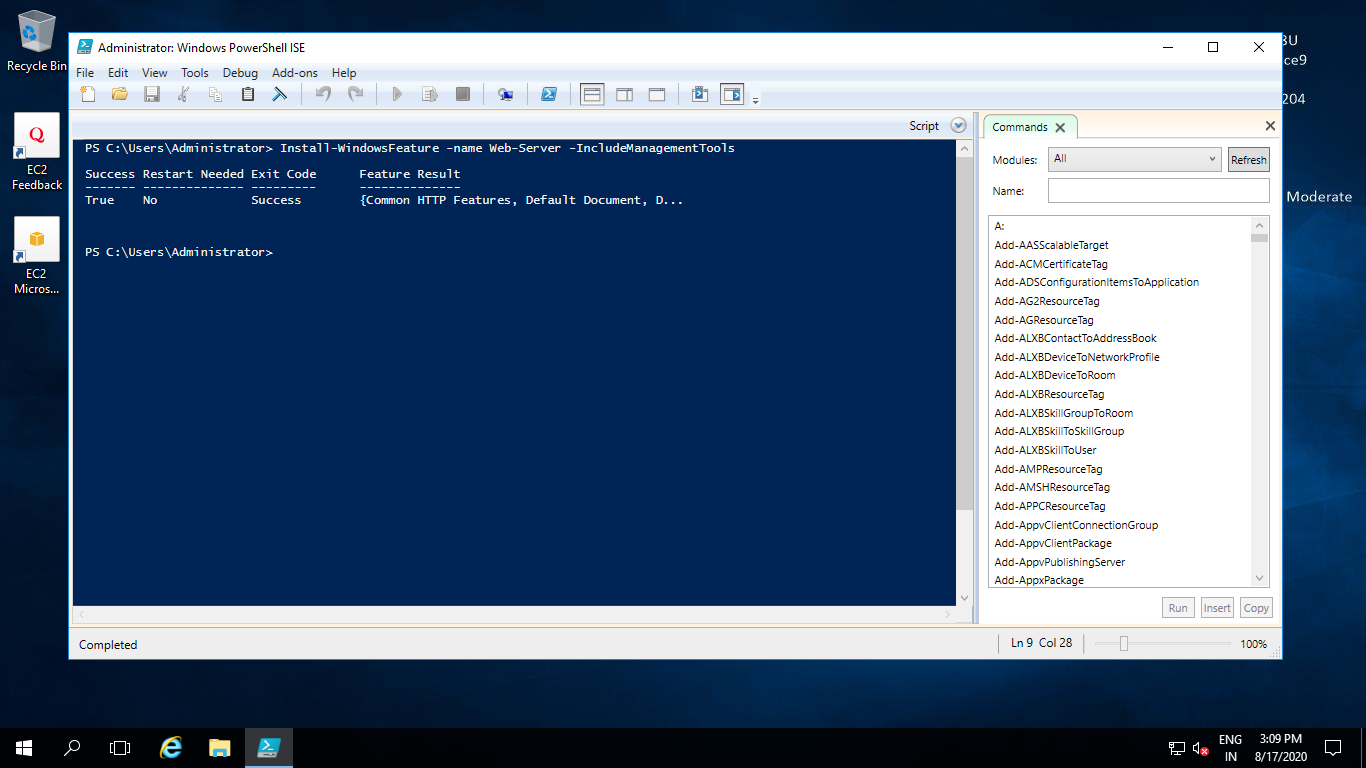 Recycle Bin
Q
EC2
Feedback
EC2
Micros...
3U
ce9
204
Moderate
Administrator: Windows PowerShell ISE
File Edit View Tools Debug Add-ons Help
Script
PS C:\Users\Administrator> Install-WindowsFeature -name Web-Server -IncludeManagementTools
Success Restart Needed Exit Code Feature Result
------- -------------- --------- --------------
True No Success {Common HTTP Features, Default Document, D...
PS C:\Users\Administrator>
Commands
Modules: All Refresh
Name:
A:
Add-AASScalableTarget
Add-ACMCertificateTag
Add-ADSConfigurationItemsToApplication
Add-AG2ResourceTag
Add-AGResourceTag
Add-ALXBContactToAddressBook
Add-ALXBDeviceToNetworkProfile
Add-ALXBDeviceToRoom
Add-ALXBResourceTag
Add-ALXBSkillGroupToRoom
Add-ALXBSkillToSkillGroup
Add-ALXBSkillToUser
Add-AMPResourceTag
Add-AMSHResourceTag
Add-APPCResourceTag
Add-AppvClientConnectionGroup
Add-AppvClientPackage
Add-AppvPublishingServer
Add-AppxPackage
Run Insert Copy
Completed
Ln 9 Col 28
100%
ENG
IN
3:09 PM
8/17/2020